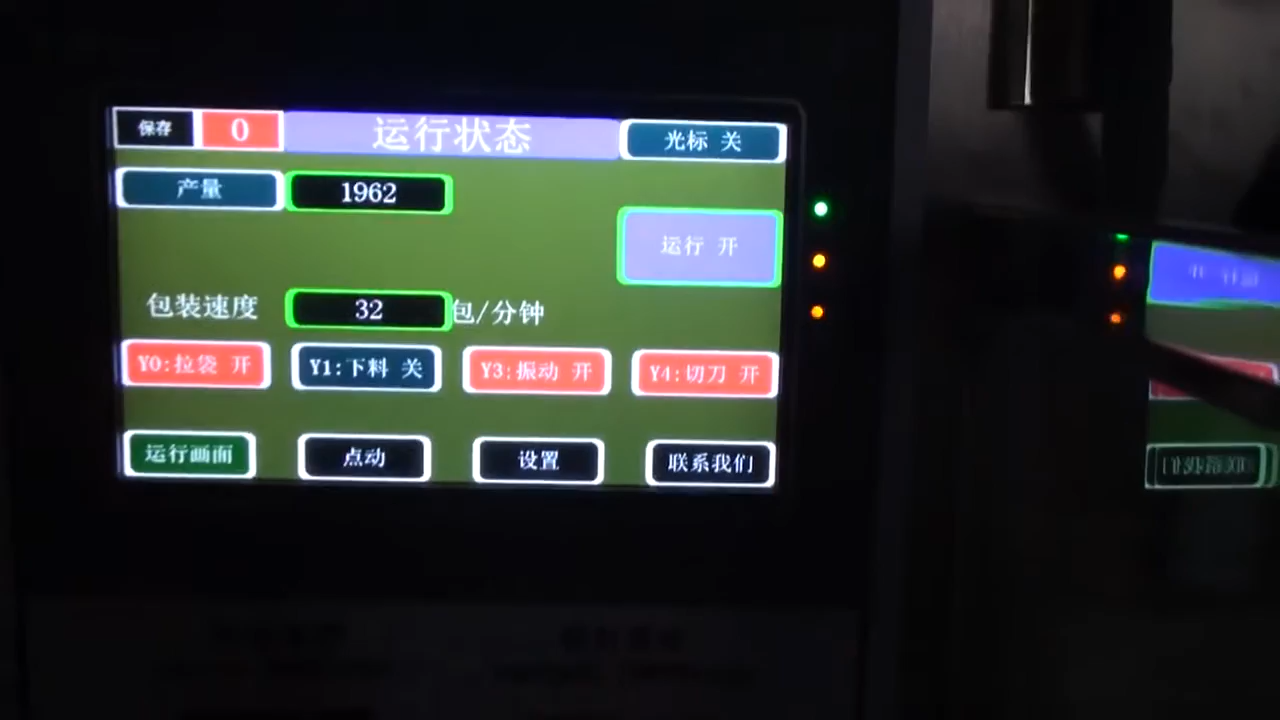 保存 0 运行状态 光标 关
产量 1962
运行 开
包装速度 32 包/分钟
Y0:拉袋 开 Y1:下料 关 Y3:振动 开 Y4:切刀 开
运行画面 点动 设置 联系我们